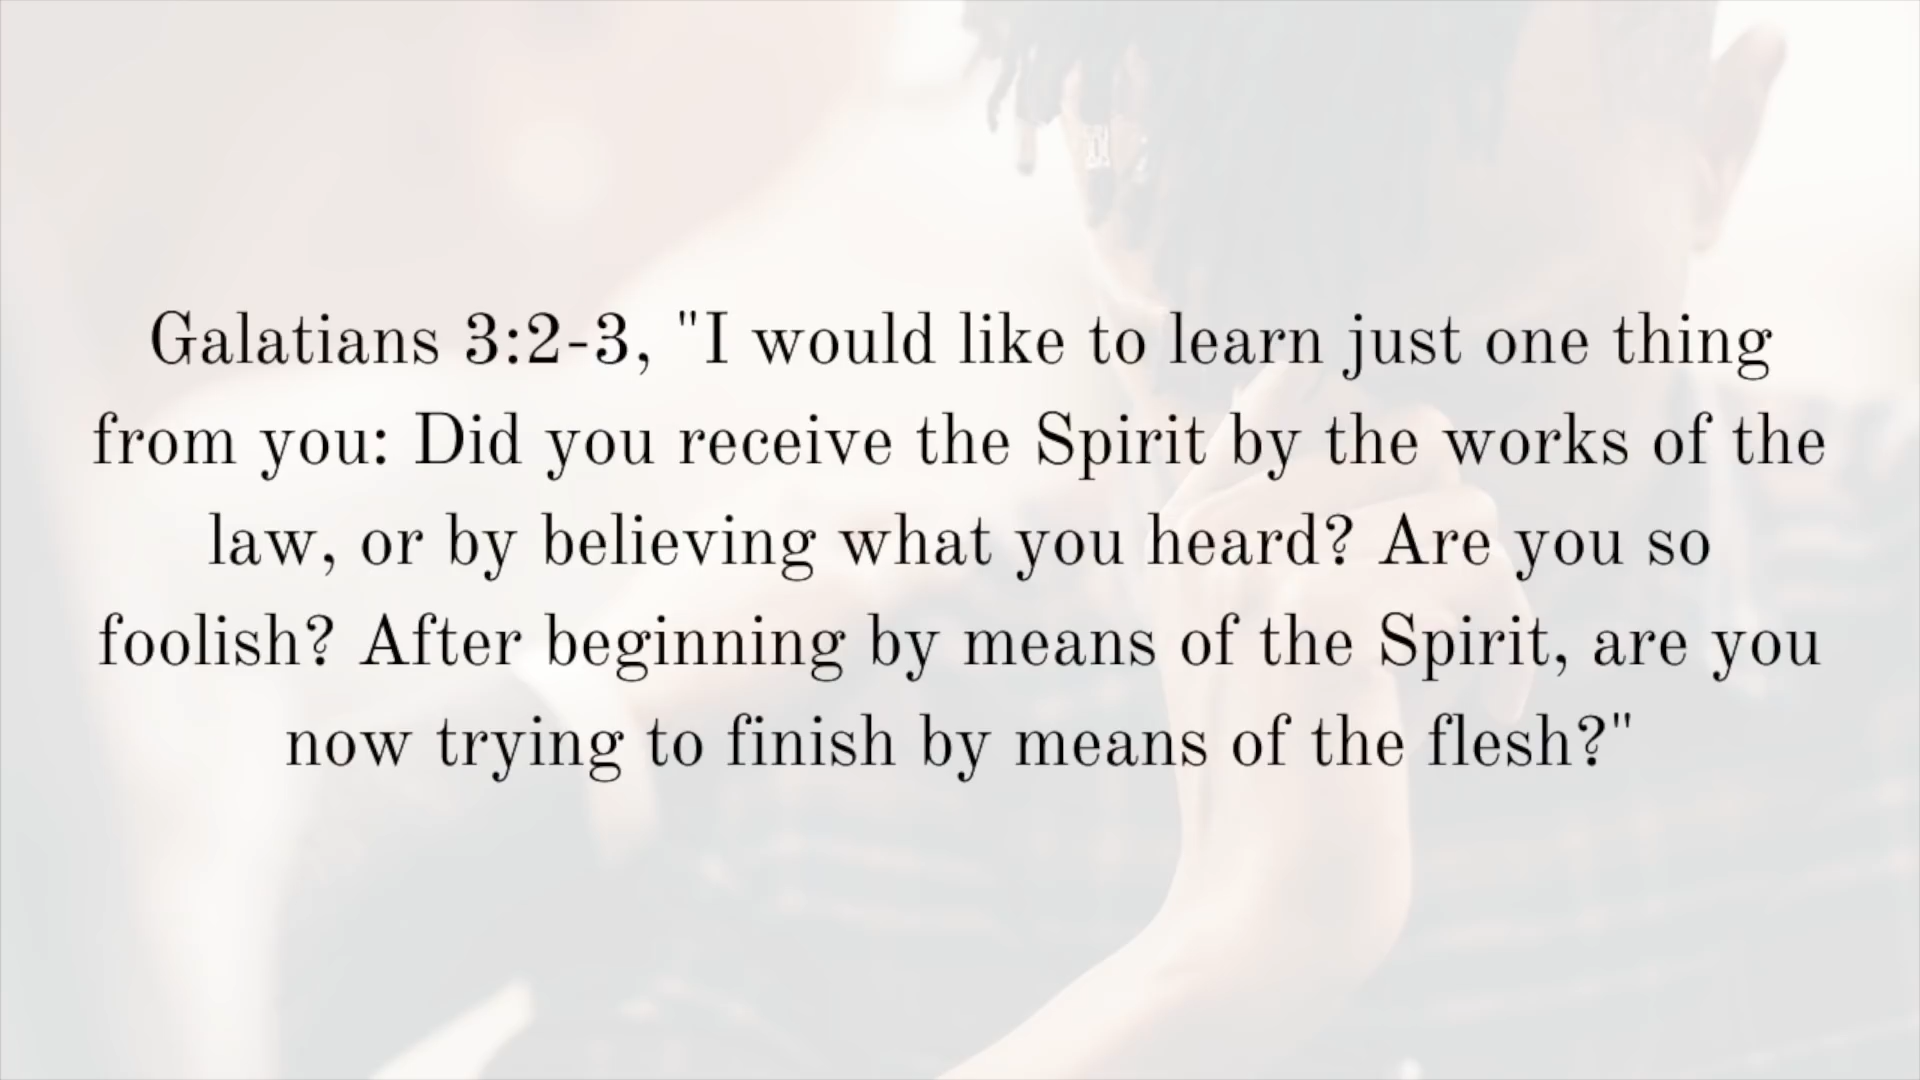 Galatians 3:2-3, "I would like to learn just one thing
from you: Did you receive the Spirit by the works of the
law, or by believing what you heard? Are you so
foolish? After beginning by means of the Spirit, are you
now trying to finish by means of the flesh?"